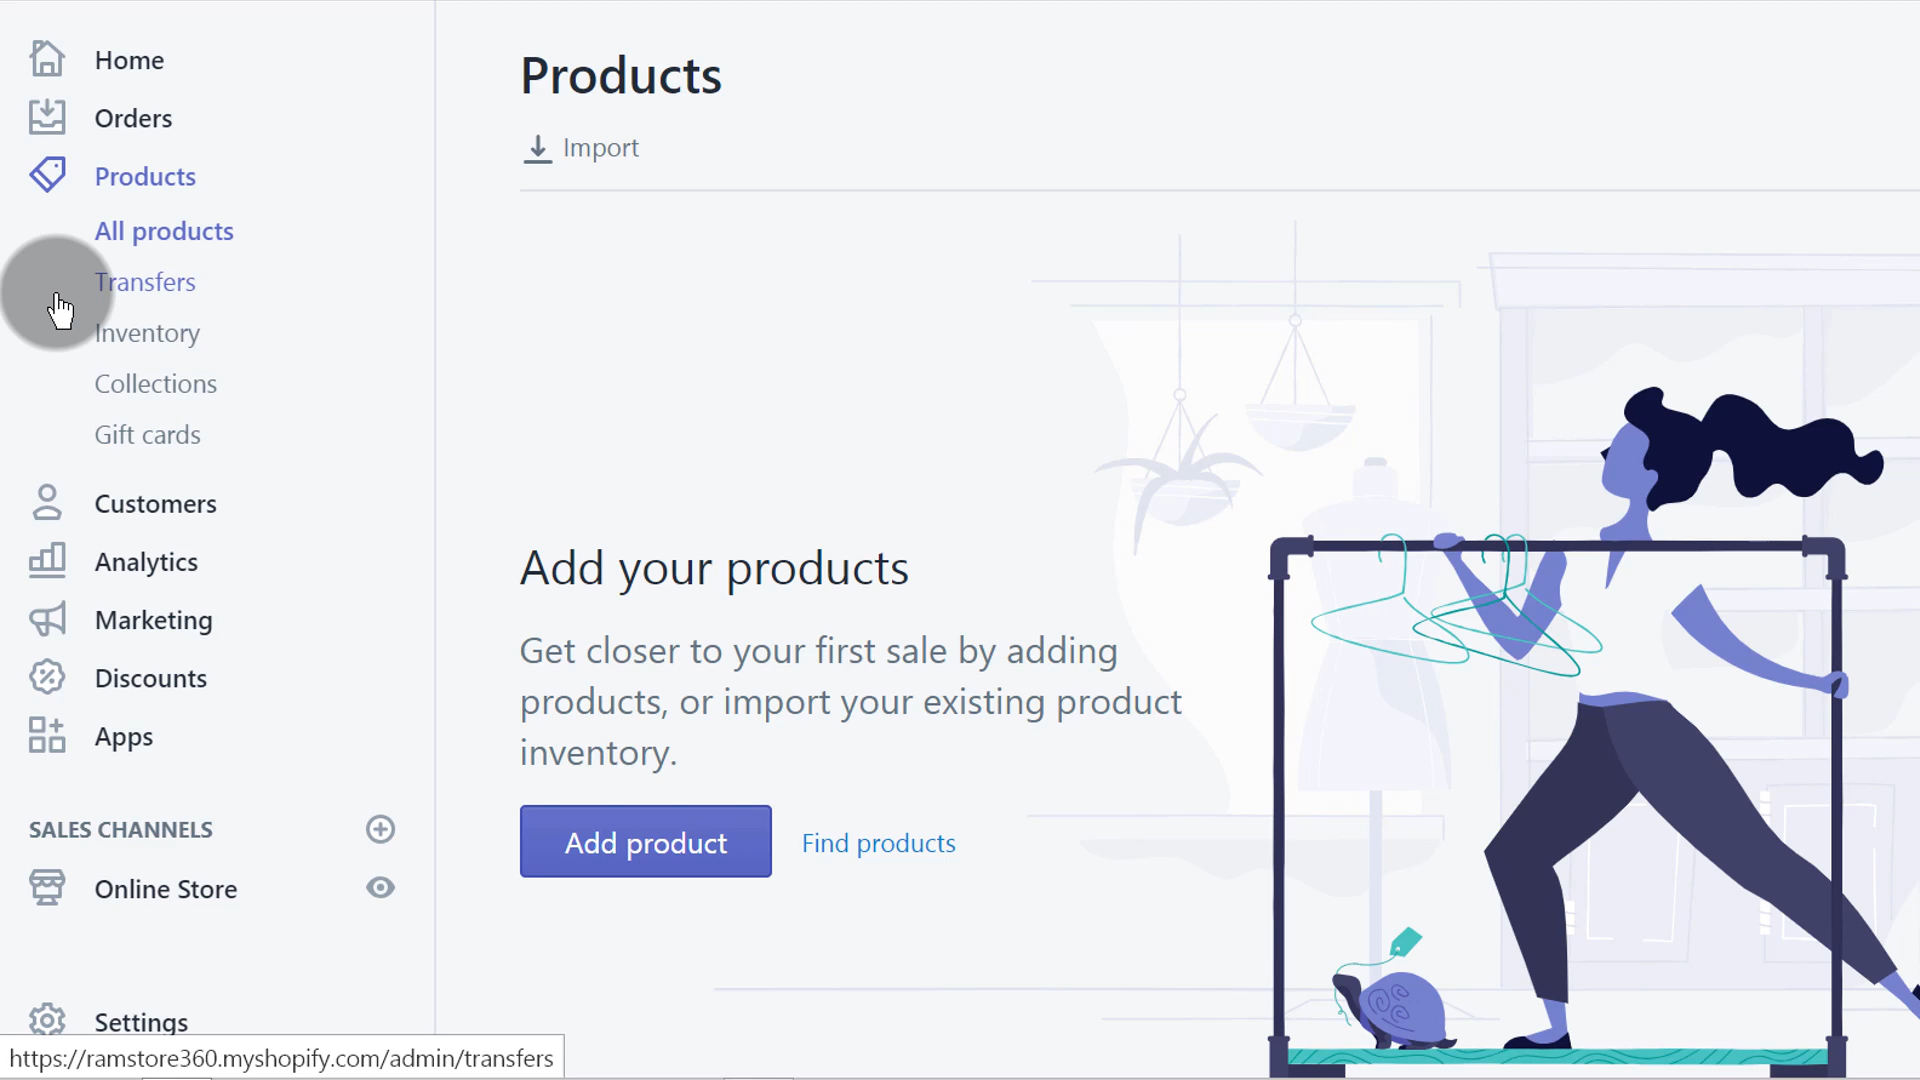 Home
Orders
Products
All products
Transfers
Inventory
Collections
Gift cards
Customers
Analytics
Marketing
Discounts
Apps
SALES CHANNELS
Online Store
Settings
https://ramstore360.myshopify.com/admin/transfers
Products
Import
Add your products
Get closer to your first sale by adding
products, or import your existing product
inventory.
Add product
Find products